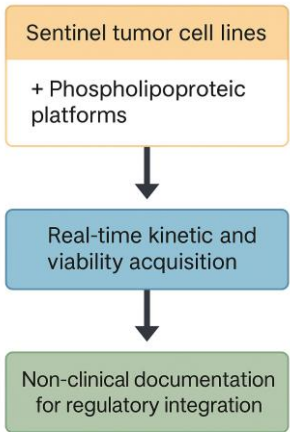 Sentinel tumor cell lines
+ Phospholipoproteic
platforms
Real-time kinetic and
viability acquisition
Non-clinical documentation
for regulatory integration